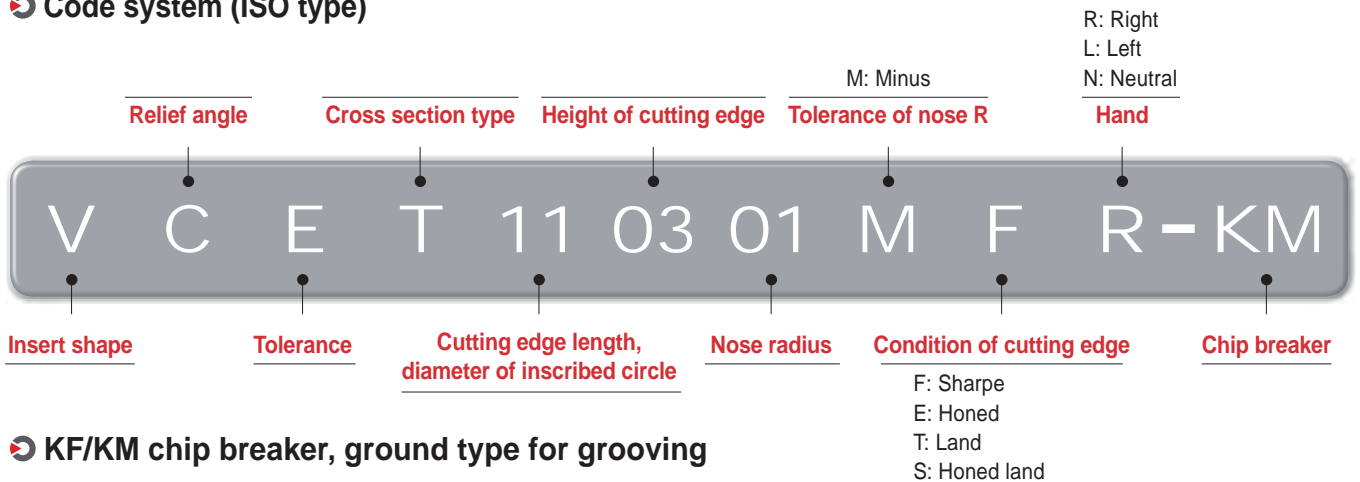 Code system (ISO type)
R: Right
L: Left
N: Neutral
M: Minus
Relief angle
Cross section type
Height of cutting edge
Tolerance of nose R
Hand
V C E T 11 03 01 M F R-KM
Insert shape
Tolerance
Cutting edge length,
diameter of inscribed circle
Nose radius
Condition of cutting edge
Chip breaker
F: Sharpe
E: Honed
T: Land
S: Honed land
KF/KM chip breaker, ground type for grooving